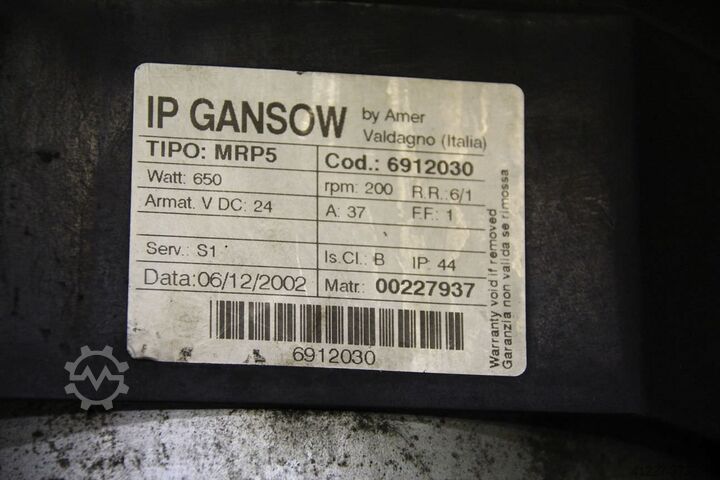 IP GANSOW by Amer
Valdagno (Italia)
TIPO: MRP5 Cod.: 6912030
Watt: 650 rpm: 200 R.R.: 6/1
Armat. V DC: 24 A: 37 F.F.: 1
Serv.: S1 Is.Cl.: B IP: 44
Data:06/12/2002 Matr.: 00227937
6912030
Warranty void if removed
Garanzia non valida se rimossa